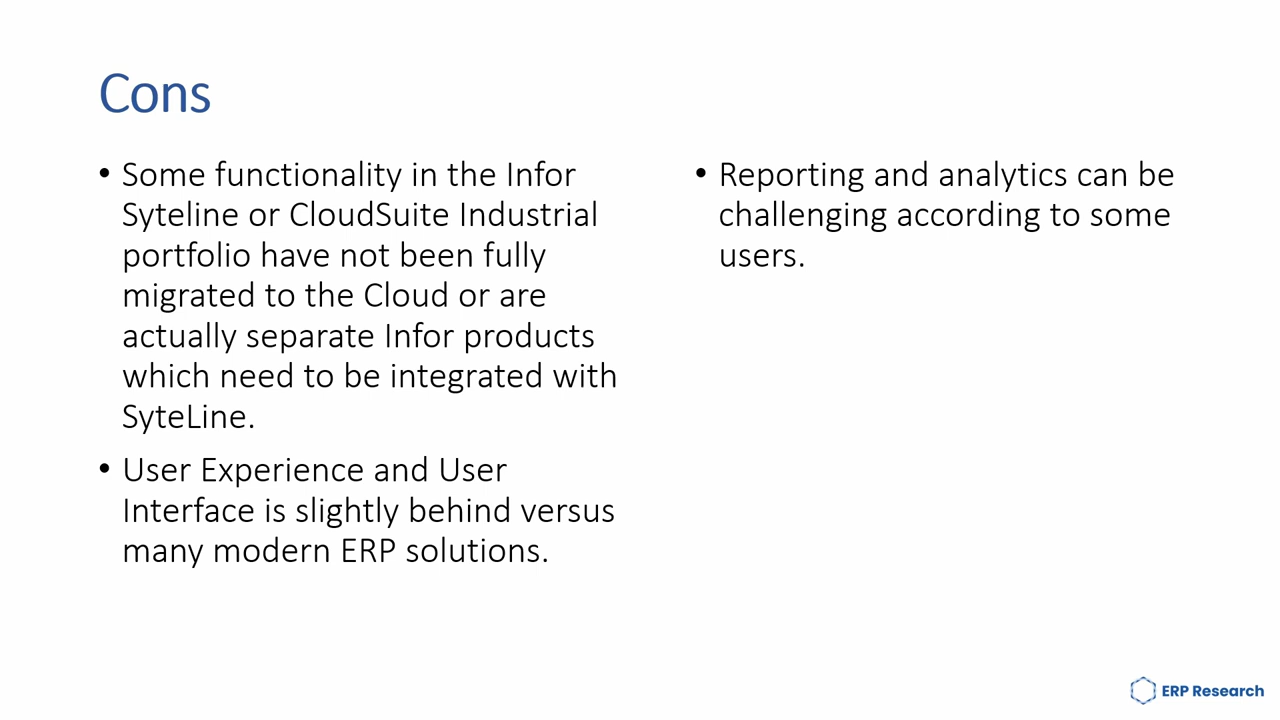 Cons
• Some functionality in the Infor
Syteline or CloudSuite Industrial
portfolio have not been fully
migrated to the Cloud or are
actually separate Infor products
which need to be integrated with
SyteLine.
• User Experience and User
Interface is slightly behind versus
many modern ERP solutions.
• Reporting and analytics can be
challenging according to some
users.
ERP Research